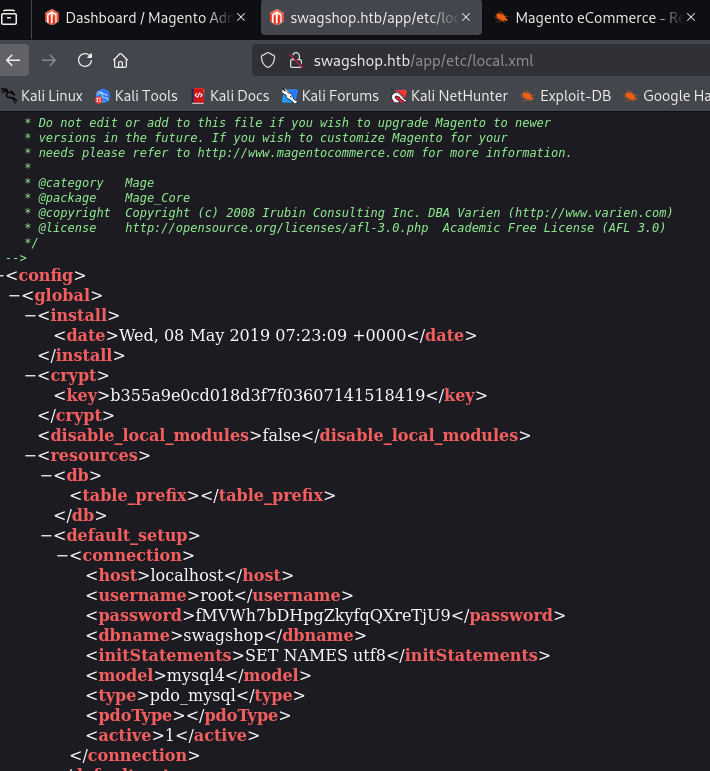 Dashboard / Magento Adm
swagshop.htb/app/etc/loc
Magento eCommerce - Re
swagshop.htb/app/etc/local.xml
Kali Linux
Kali Tools
Kali Docs
Kali Forums
Kali NetHunter
Exploit-DB
Google Ha
* Do not edit or add to this file if you wish to upgrade Magento to newer
* versions in the future. If you wish to customize Magento for your
* needs please refer to http://www.magentocommerce.com for more information.
*
* @category   Mage
* @package    Mage_Core
* @copyright  Copyright (c) 2008 Irubin Consulting Inc. DBA Varien (http://www.varien.com)
* @license    http://opensource.org/licenses/afl-3.0.php  Academic Free License (AFL 3.0)
*/
-->
−<config>
−<global>
−<install>
<date>Wed, 08 May 2019 07:23:09 +0000</date>
</install>
−<crypt>
<key>b355a9e0cd018d3f7f03607141518419</key>
</crypt>
<disable_local_modules>false</disable_local_modules>
−<resources>
−<db>
<table_prefix></table_prefix>
</db>
−<default_setup>
−<connection>
<host>localhost</host>
<username>root</username>
<password>fMVWh7bDHpgZkyfqQXreTjU9</password>
<dbname>swagshop</dbname>
<initStatements>SET NAMES utf8</initStatements>
<model>mysql4</model>
<type>pdo_mysql</type>
<pdoType></pdoType>
<active>1</active>
</connection>